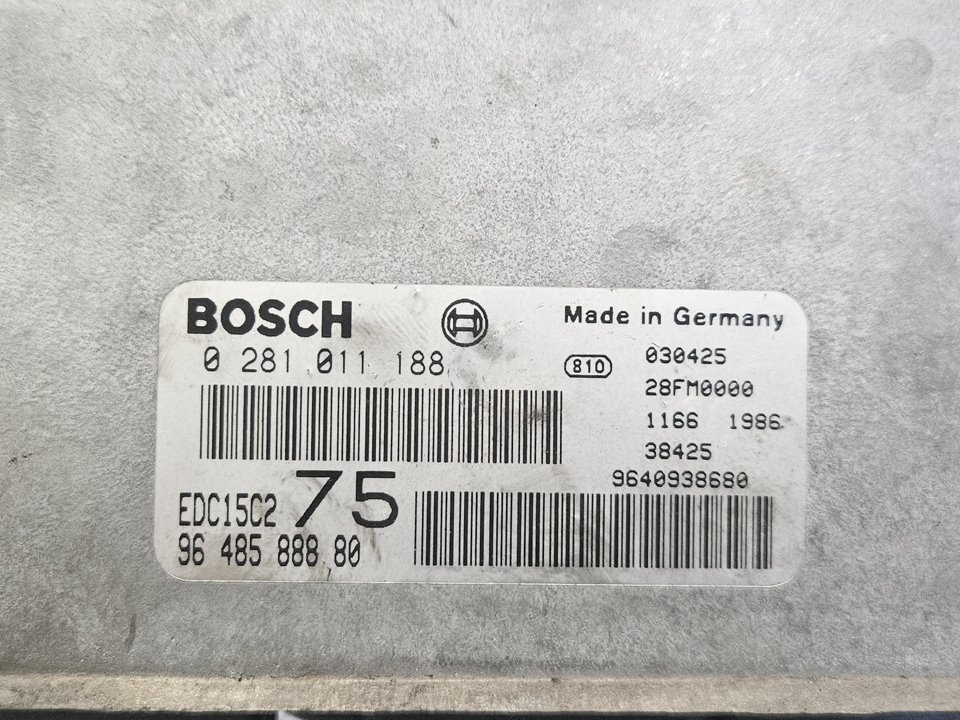 BOSCH
Made in Germany
0 281 011 188
810
030425
28FM0000
1166 1986
38425
9640938680
EDC15C2 75
96 485 888 80